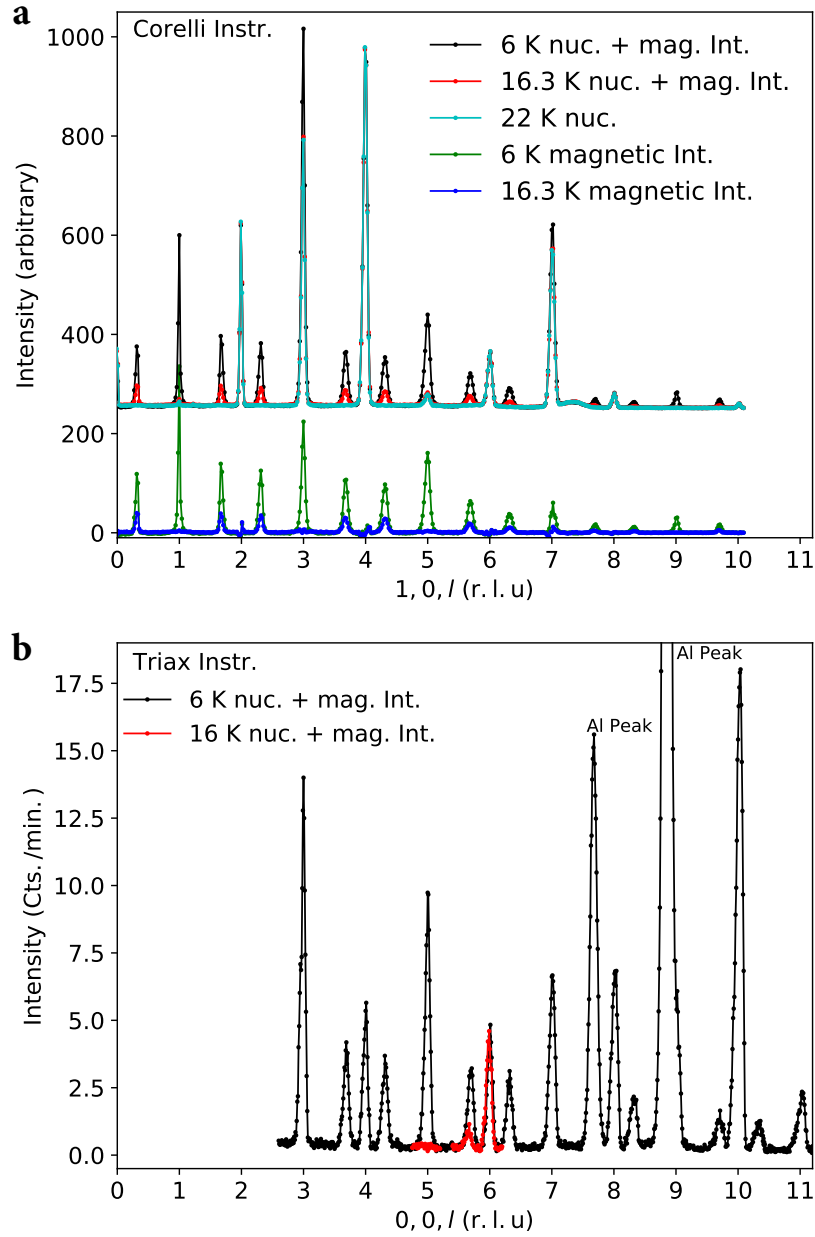 a
Corelli Instr.
6 K nuc. + mag. Int.
16.3 K nuc. + mag. Int.
22 K nuc.
6 K magnetic Int.
16.3 K magnetic Int.
Intensity (arbitrary)
1000
800
600
400
200
0
0 1 2 3 4 5 6 7 8 9 10 11
1, 0, l (r. l. u)
b
Triax Instr.
6 K nuc. + mag. Int.
16 K nuc. + mag. Int.
Al Peak
Al Peak
Intensity (Cts./min.)
17.5
15.0
12.5
10.0
7.5
5.0
2.5
0.0
0 1 2 3 4 5 6 7 8 9 10 11
0, 0, l (r. l. u)